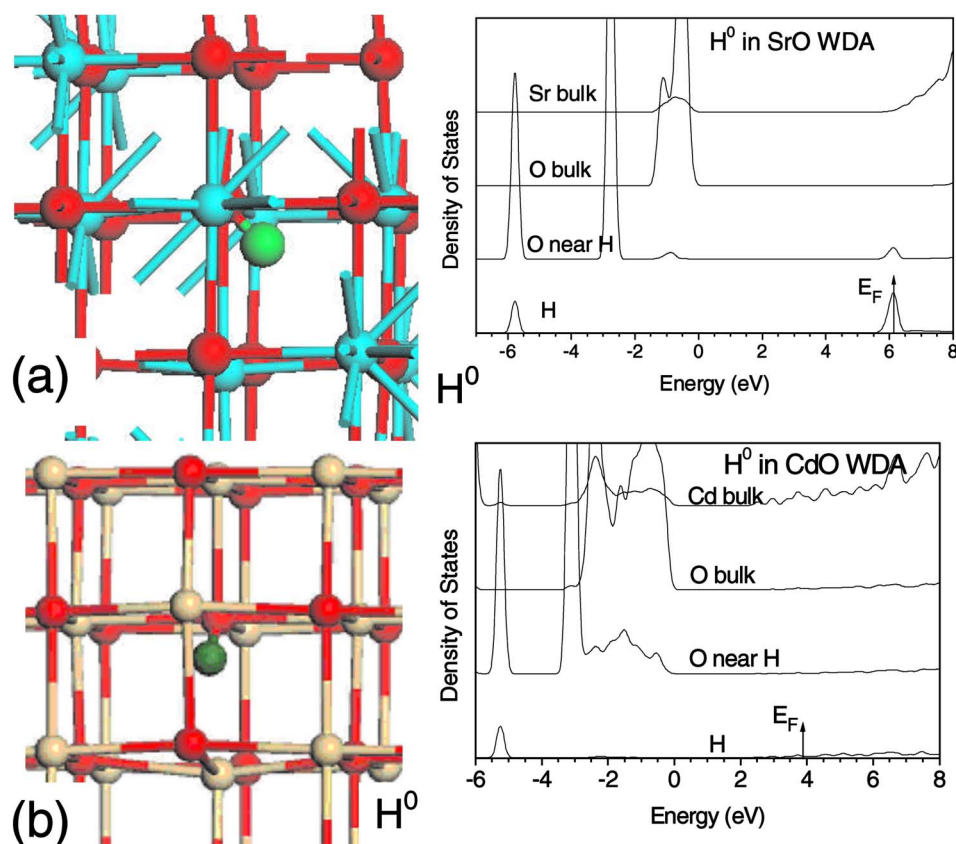 (a)
H⁰
H⁰ in SrO WDA
Sr bulk
O bulk
O near H
H
E_F
Density of States
-6 -4 -2 0 2 4 6 8
Energy (eV)
(b)
H⁰
H⁰ in CdO WDA
Cd bulk
O bulk
O near H
H
E_F
Density of States
-6 -4 -2 0 2 4 6 8
Energy (eV)